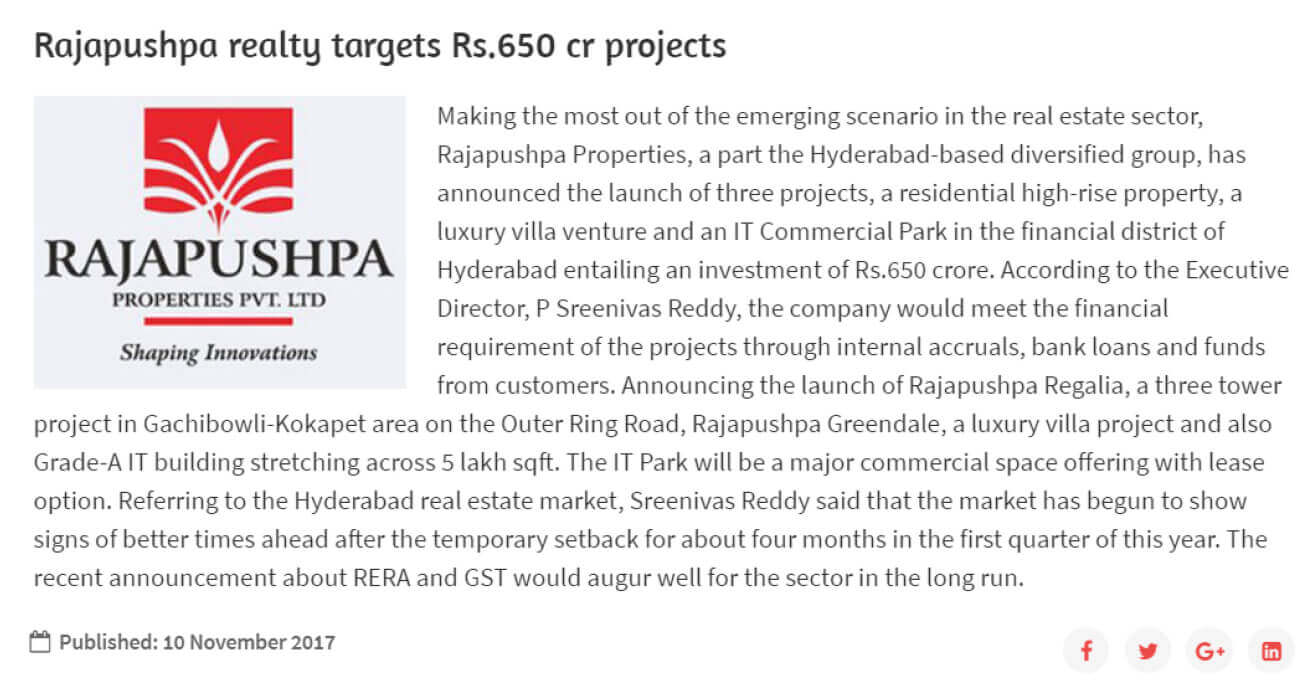 Rajapushpa realty targets Rs.650 cr projects
RAJAPUSHPA
PROPERTIES PVT. LTD
Shaping Innovations
Making the most out of the emerging scenario in the real estate sector,
Rajapushpa Properties, a part the Hyderabad-based diversified group, has
announced the launch of three projects, a residential high-rise property, a
luxury villa venture and an IT Commercial Park in the financial district of
Hyderabad entailing an investment of Rs.650 crore. According to the Executive
Director, P Sreenivas Reddy, the company would meet the financial
requirement of the projects through internal accruals, bank loans and funds
from customers. Announcing the launch of Rajapushpa Regalia, a three tower
project in Gachibowli-Kokapet area on the Outer Ring Road, Rajapushpa Greendale, a luxury villa project and also
Grade-A IT building stretching across 5 lakh sqft. The IT Park will be a major commercial space offering with lease
option. Referring to the Hyderabad real estate market, Sreenivas Reddy said that the market has begun to show
signs of better times ahead after the temporary setback for about four months in the first quarter of this year. The
recent announcement about RERA and GST would augur well for the sector in the long run.
Published: 10 November 2017
f G+ in